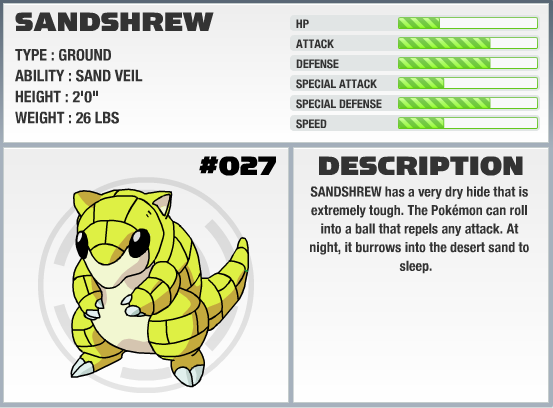 SANDSHREW
TYPE : GROUND
ABILITY : SAND VEIL
HEIGHT : 2'0"
WEIGHT : 26 LBS
HP
ATTACK
DEFENSE
SPECIAL ATTACK
SPECIAL DEFENSE
SPEED
#027
DESCRIPTION
SANDSHREW has a very dry hide that is
extremely tough. The Pokémon can roll
into a ball that repels any attack. At
night, it burrows into the desert sand to
sleep.